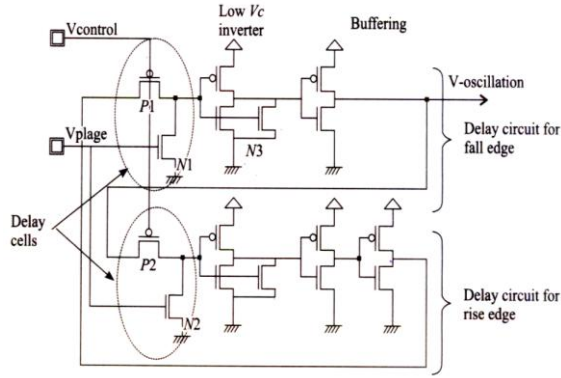 Vcontrol
Low Vc
inverter
Buffering
V-oscillation
P1
Vplage
N1
N3
Delay circuit for
fall edge
Delay
cells
P2
N2
Delay circuit for
rise edge